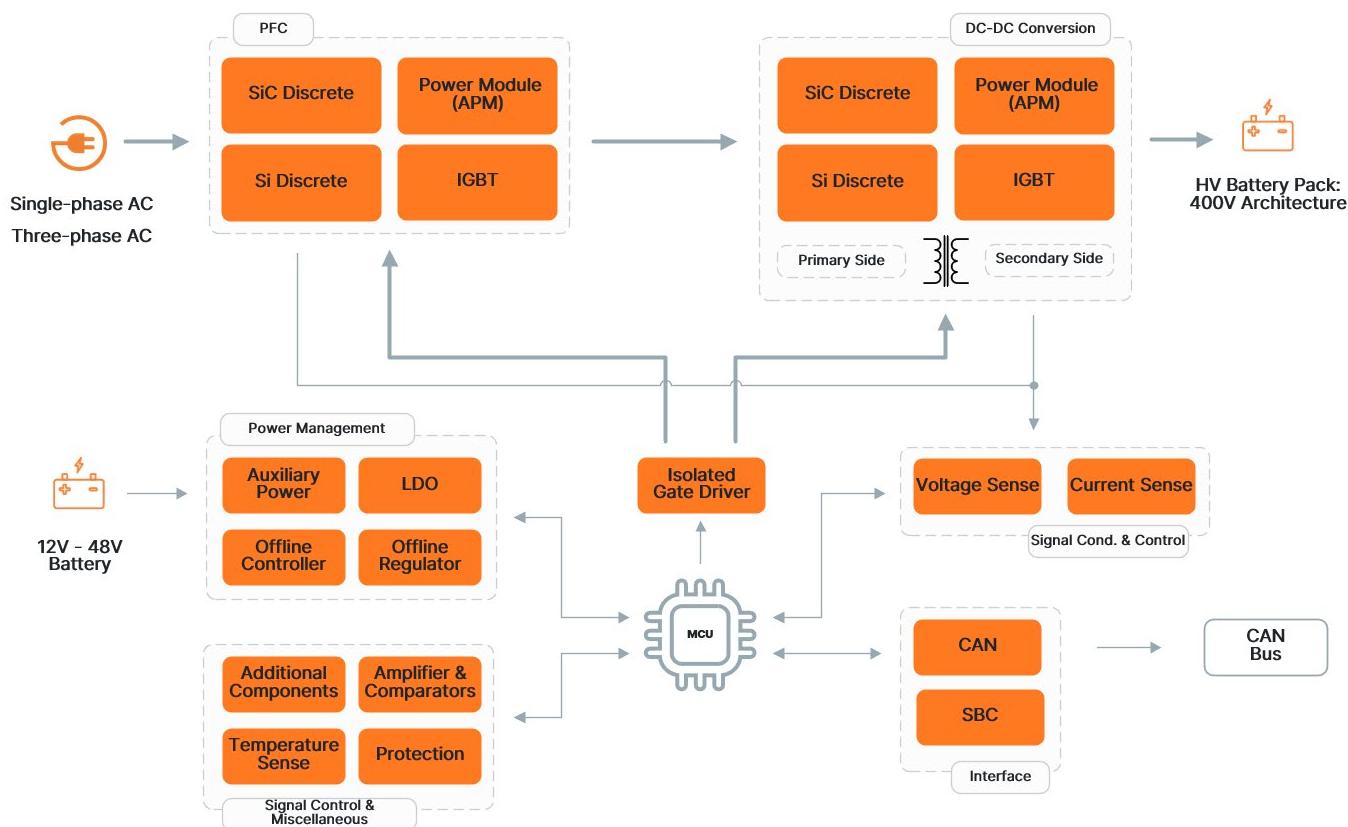 PFC
DC-DC Conversion
SiC Discrete
Power Module
(APM)
Si Discrete
IGBT
SiC Discrete
Power Module
(APM)
Si Discrete
IGBT
Primary Side
Secondary Side
Single-phase AC
Three-phase AC
HV Battery Pack:
400V Architecture
+ -
Power Management
Auxiliary
Power
LDO
Offline
Controller
Offline
Regulator
+ -
12V - 48V
Battery
Isolated
Gate Driver
Voltage Sense
Current Sense
Signal Cond. & Control
MCU
CAN
SBC
Interface
CAN
Bus
Additional
Components
Amplifier &
Comparators
Temperature
Sense
Protection
Signal Control &
Miscellaneous